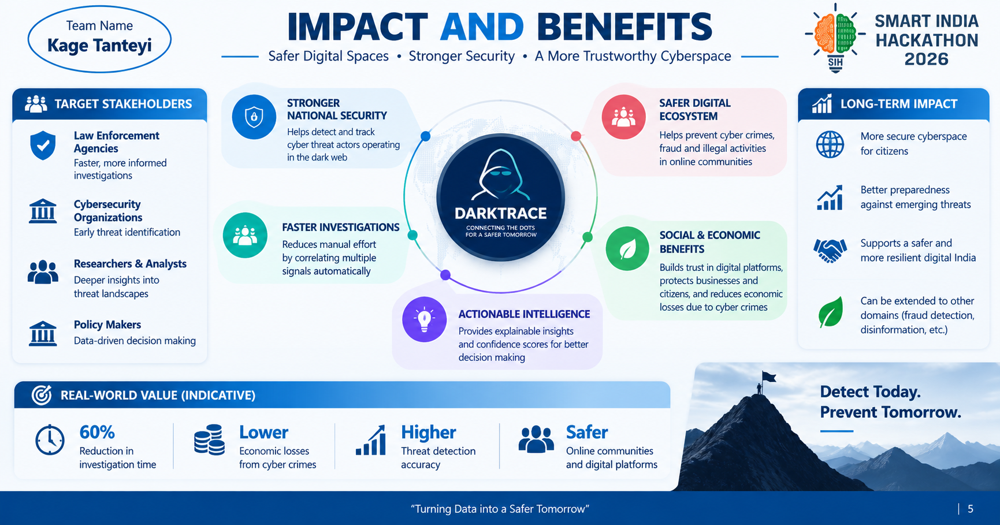 Team Name
Kage Tanteyi
IMPACT AND BENEFITS
Safer Digital Spaces • Stronger Security • A More Trustworthy Cyberspace
SIH
SMART INDIA
HACKATHON
2026
TARGET STAKEHOLDERS
Law Enforcement
Agencies
Faster, more informed
investigations
Cybersecurity
Organizations
Early threat identification
Researchers & Analysts
Deeper insights into
threat landscapes
Policy Makers
Data-driven decision making
STRONGER
NATIONAL SECURITY
Helps detect and track
cyber threat actors operating
in the dark web
FASTER INVESTIGATIONS
Reduces manual effort
by correlating multiple
signals automatically
DARKTRACE
CONNECTING THE DOTS
FOR A SAFER TOMORROW
ACTIONABLE INTELLIGENCE
Provides explainable insights
and confidence scores for better
decision making
SAFER DIGITAL
ECOSYSTEM
Helps prevent cyber crimes,
fraud and illegal activities
in online communities
SOCIAL & ECONOMIC
BENEFITS
Builds trust in digital platforms,
protects businesses and
citizens, and reduces economic
losses due to cyber crimes
LONG-TERM IMPACT
More secure cyberspace
for citizens
Better preparedness
against emerging threats
Supports a safer and
more resilient digital India
Can be extended to other
domains (fraud detection,
disinformation, etc.)
REAL-WORLD VALUE (INDICATIVE)
60%
Reduction in
investigation time
Lower
Economic losses
from cyber crimes
Higher
Threat detection
accuracy
Safer
Online communities
and digital platforms
Detect Today.
Prevent Tomorrow.
“Turning Data into a Safer Tomorrow”
| 5